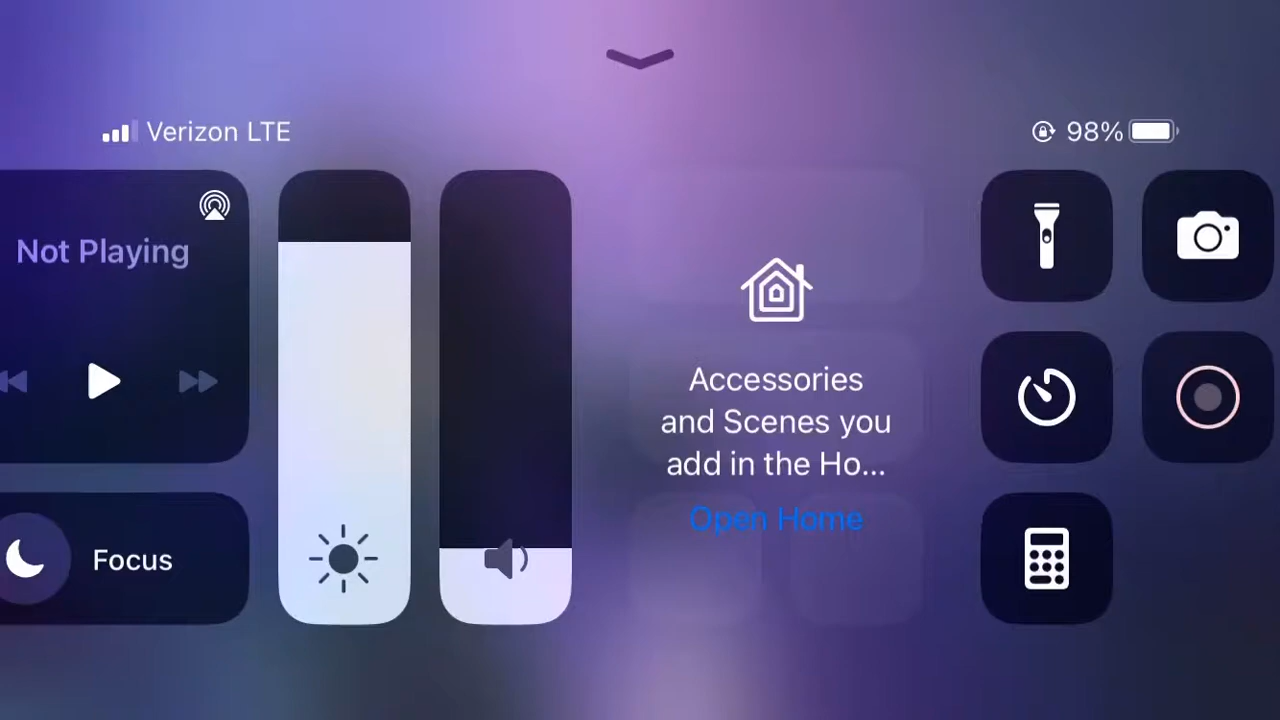 Verizon LTE
98%
Not Playing
Focus
Accessories
and Scenes you
add in the Ho...
Open Home